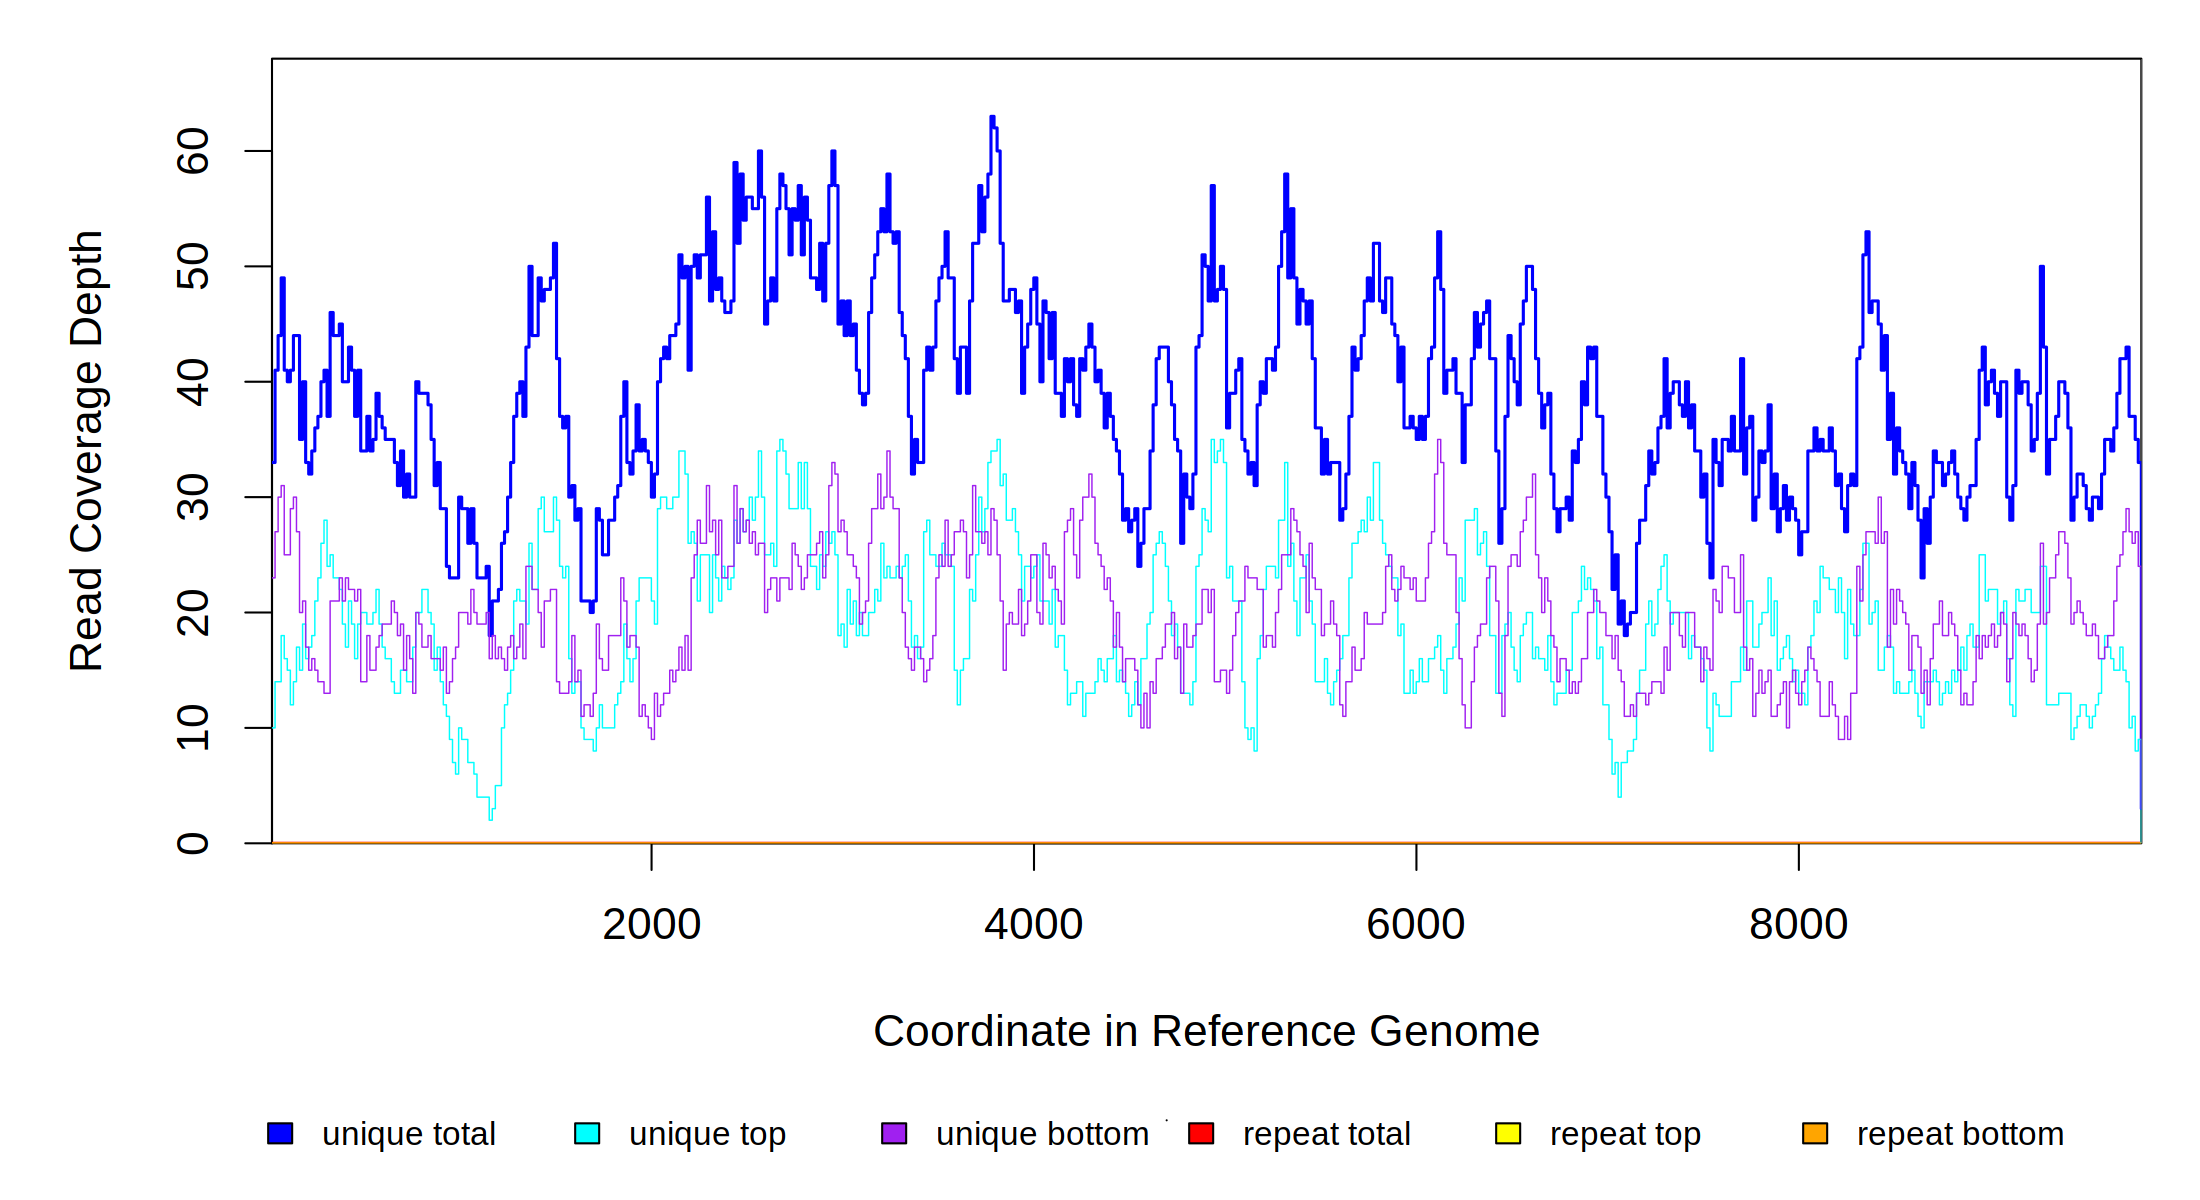 60
50
40
30
20
10
0
Read Coverage Depth
2000 4000 6000 8000
Coordinate in Reference Genome
unique total unique top unique bottom repeat total repeat top repeat bottom